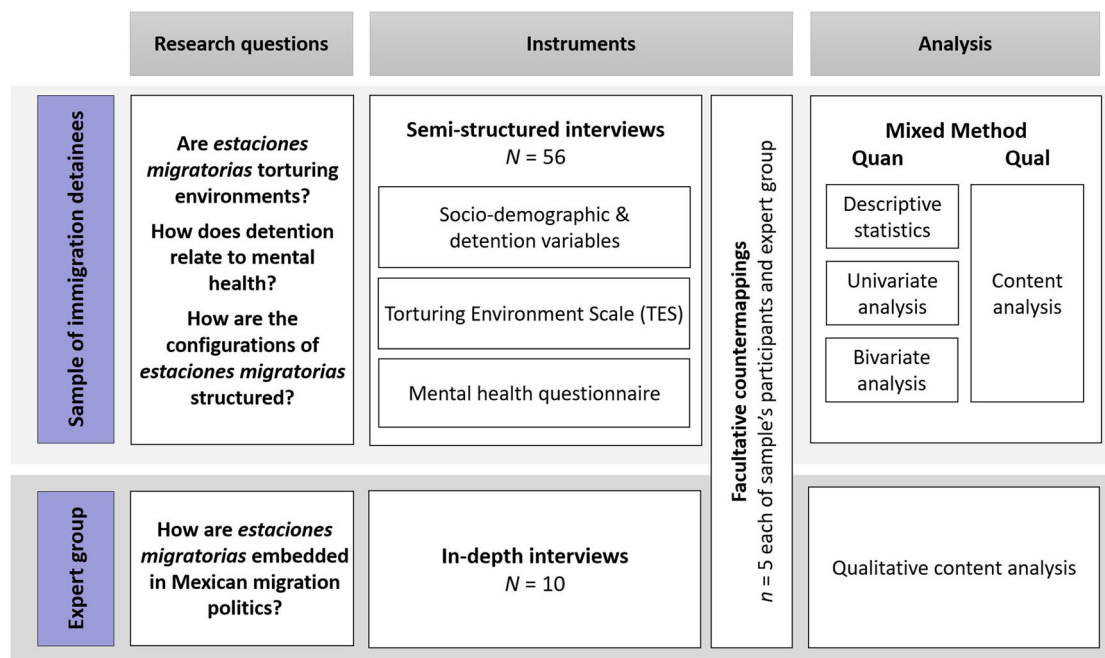 Research questions
Instruments
Analysis
Sample of immigration detainees
Are estaciones
migratorias torturing
environments?
How does detention
relate to mental
health?
How are the
configurations of
estaciones migratorias
structured?
Semi-structured interviews
N = 56
Socio-demographic &
detention variables
Torturing Environment Scale (TES)
Mental health questionnaire
Facultative countermappings
n = 5 each of sample's participants and expert group
Mixed Method
Quan
Qual
Descriptive
statistics
Univariate
analysis
Bivariate
analysis
Content
analysis
Expert group
How are estaciones
migratorias embedded
in Mexican migration
politics?
In-depth interviews
N = 10
Qualitative content analysis